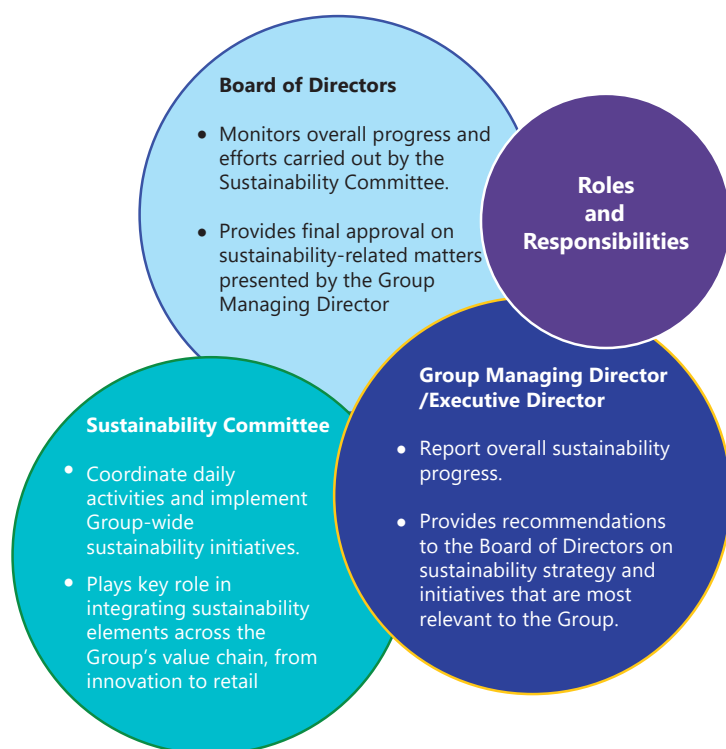 Board of Directors
● Monitors overall progress and
efforts carried out by the
Sustainability Committee.
● Provides final approval on
sustainability-related matters
presented by the Group
Managing Director
Roles
and
Responsibilities
Group Managing Director
/Executive Director
● Report overall sustainability
progress.
● Provides recommendations
to the Board of Directors on
sustainability strategy and
initiatives that are most
relevant to the Group.
Sustainability Committee
● Coordinate daily
activities and implement
Group-wide
sustainability initiatives.
● Plays key role in
integrating sustainability
elements across the
Group’s value chain, from
innovation to retail